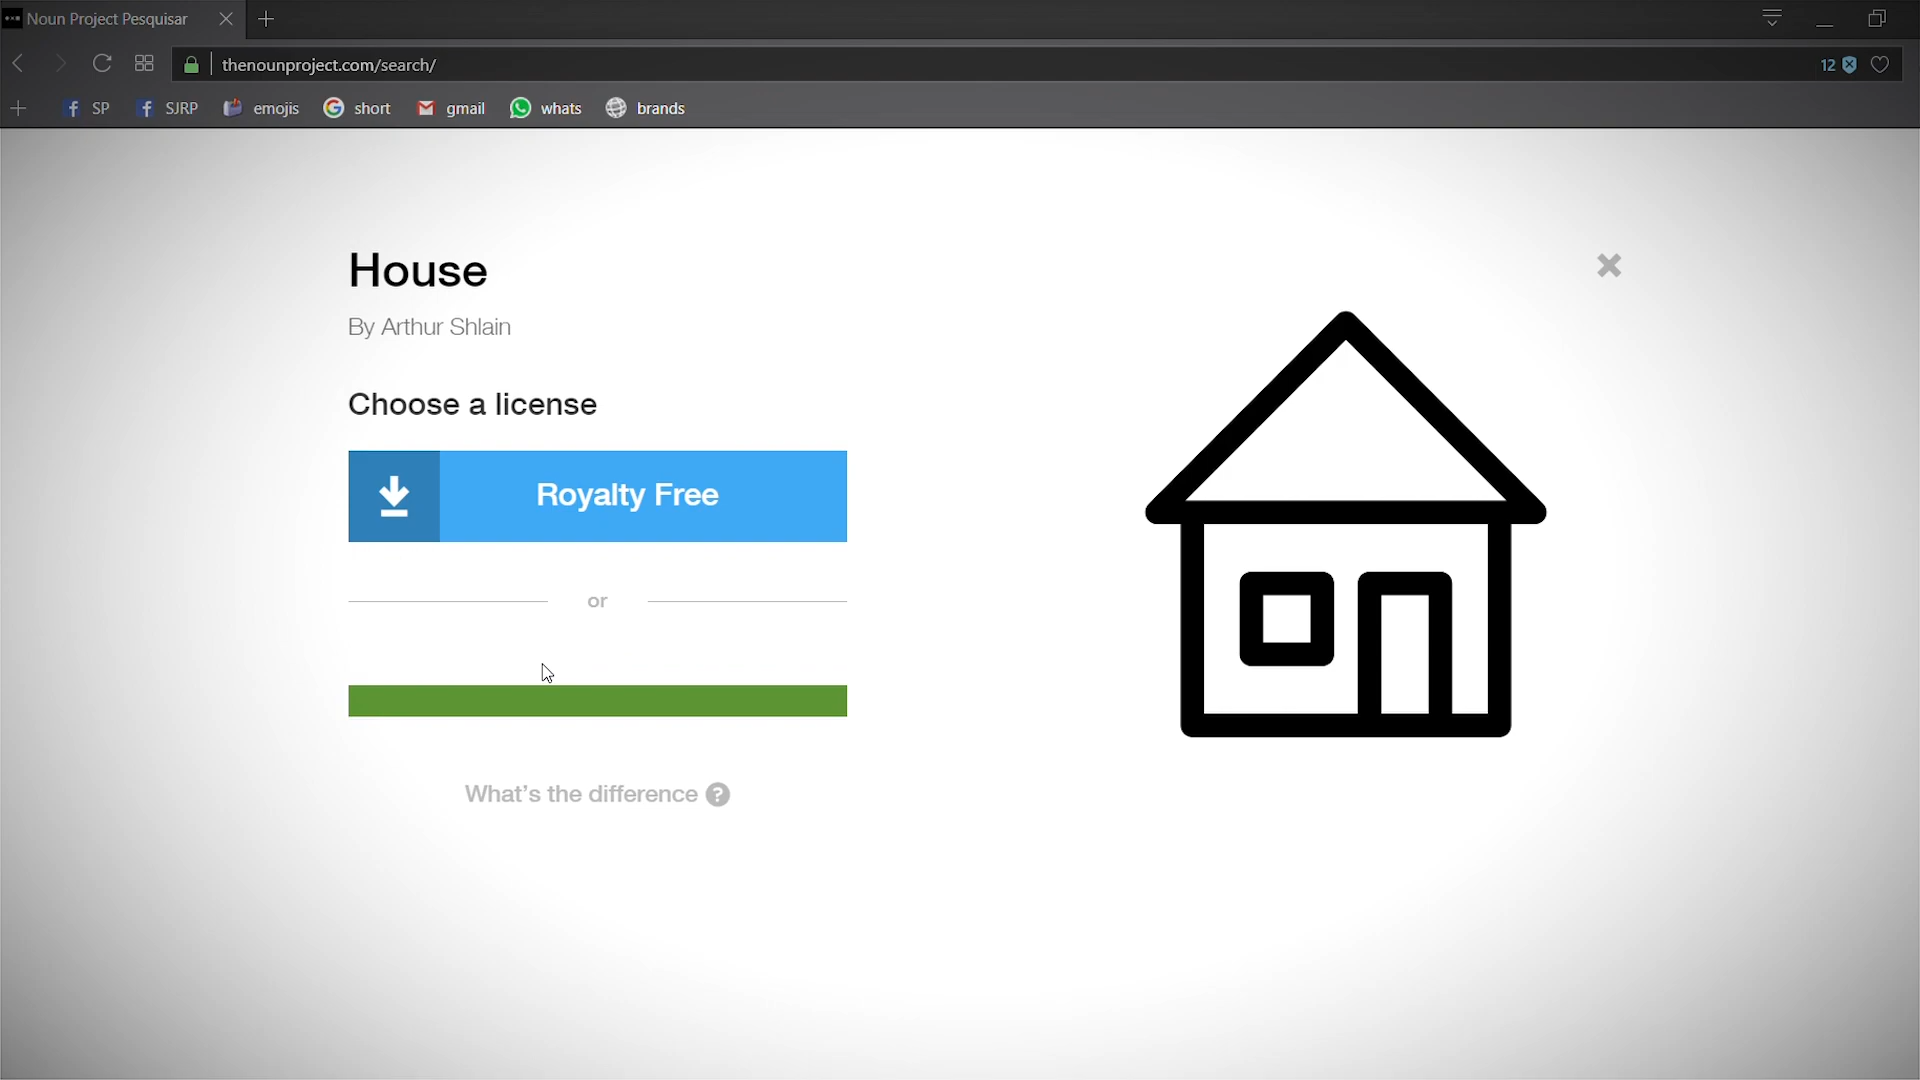 Noun Project Pesquisar
thenounproject.com/search/
12
SP
SJRP
emojis
short
gmail
whats
brands
House
By Arthur Shlain
Choose a license
Royalty Free
or
What's the difference ?